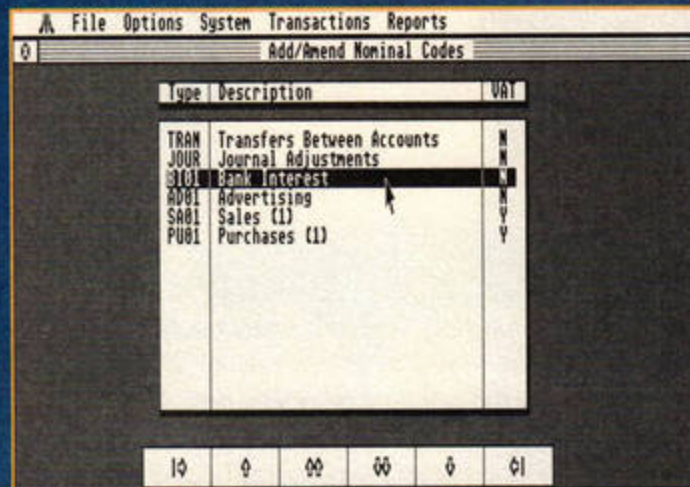 File Options System Transactions Reports
Add/Amend Nominal Codes
Type Description VAT
TRAN Transfers Between Accounts N
JOUR Journal Adjustments N
BI01 Bank Interest N
AD01 Advertising N
SA01 Sales (1) Y
PU01 Purchases (1) Y